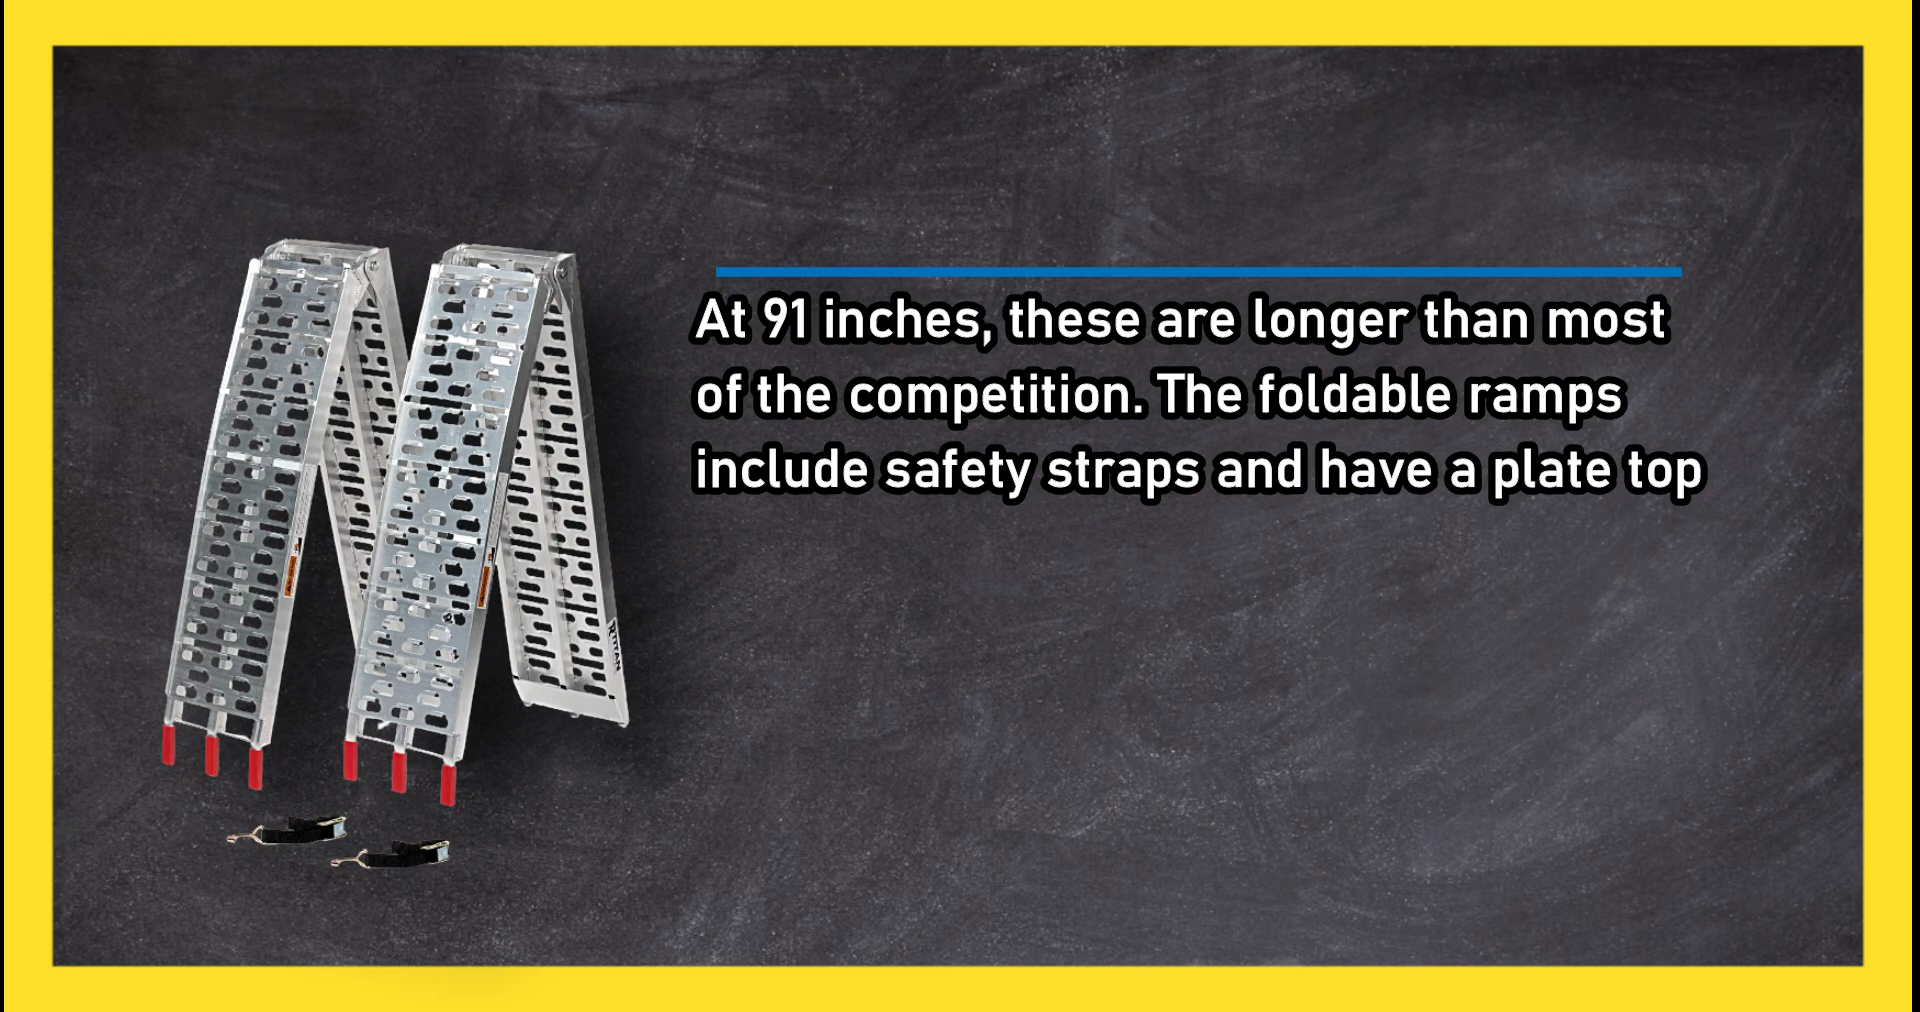 At 91 inches, these are longer than most
of the competition. The foldable ramps
include safety straps and have a plate top
TITAN